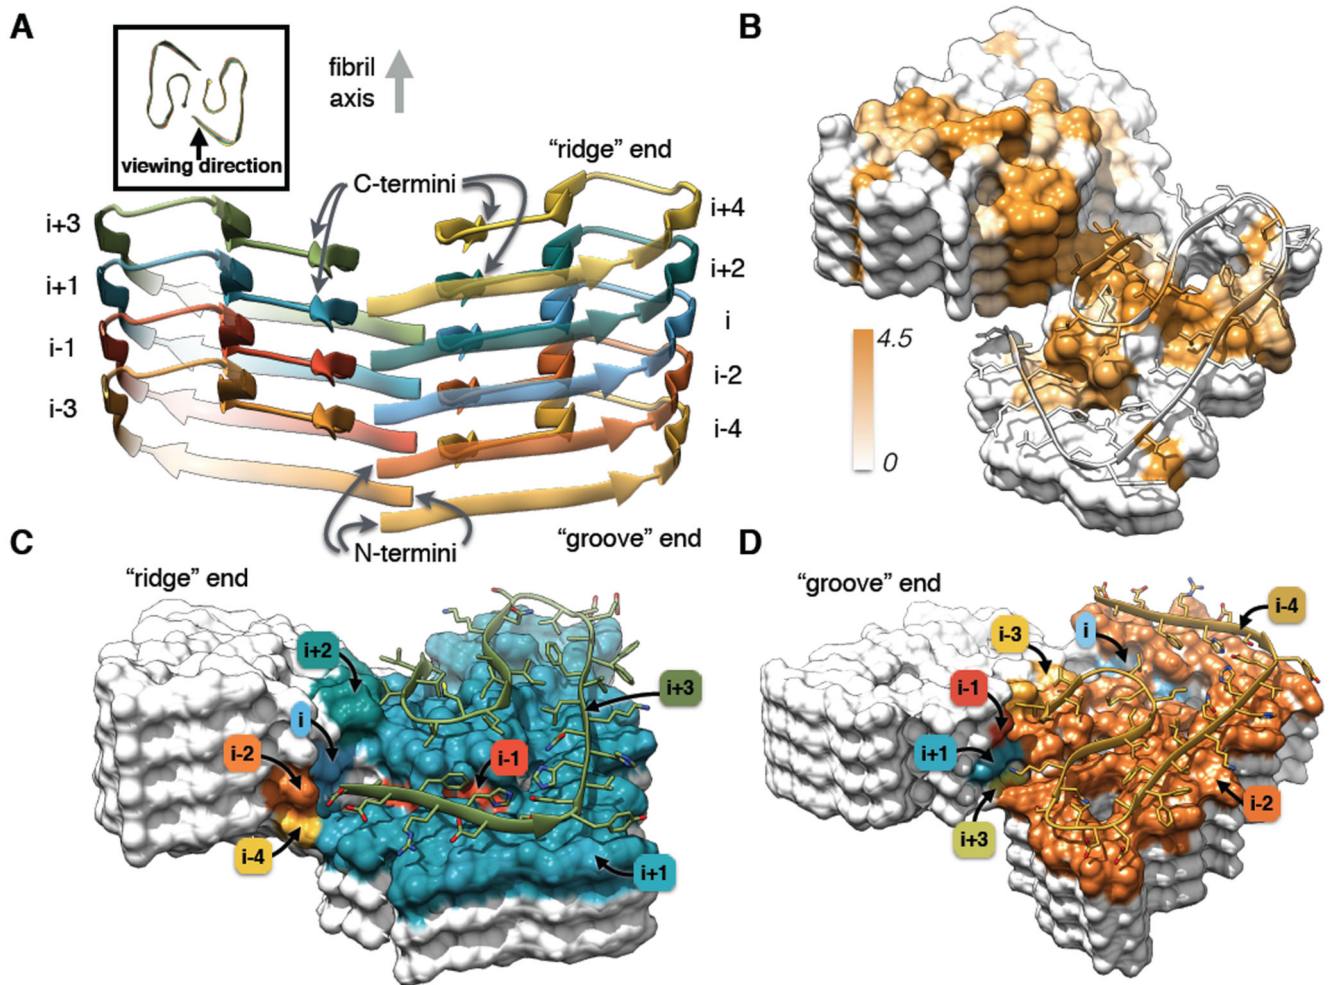 A
viewing direction
fibril
axis
"ridge" end
C-termini
i+3
i+1
i-1
i-3
i+4
i+2
i
i-2
i-4
N-termini
"groove" end
B
4.5
0
C
"ridge" end
i+2
i
i-2
i-4
i-1
i+3
i+1
D
"groove" end
i-3
i
i-4
i-1
i+1
i+3
i-2